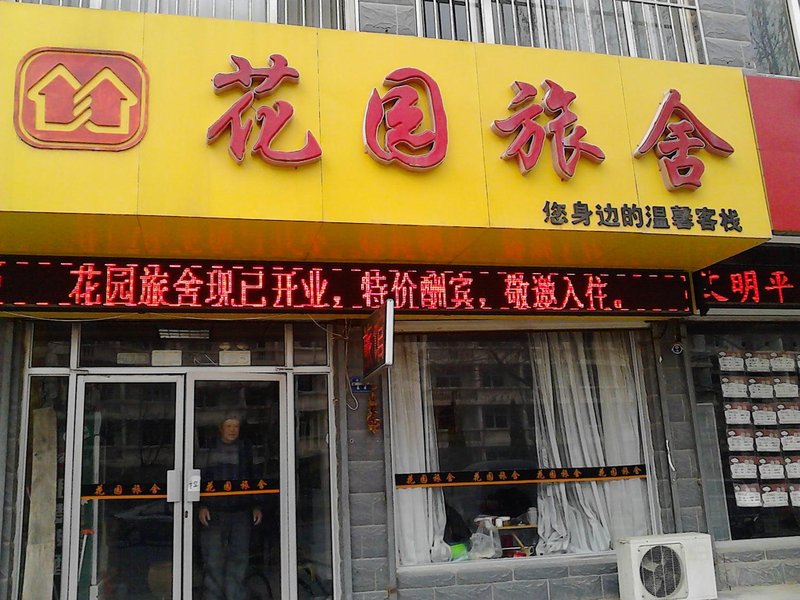 花园旅舍
您身边的温馨客栈
花园旅舍现已开业，特价酬宾，敬邀入住。
文明平
花园旅舍
花园旅舍 花园旅舍 花园旅舍